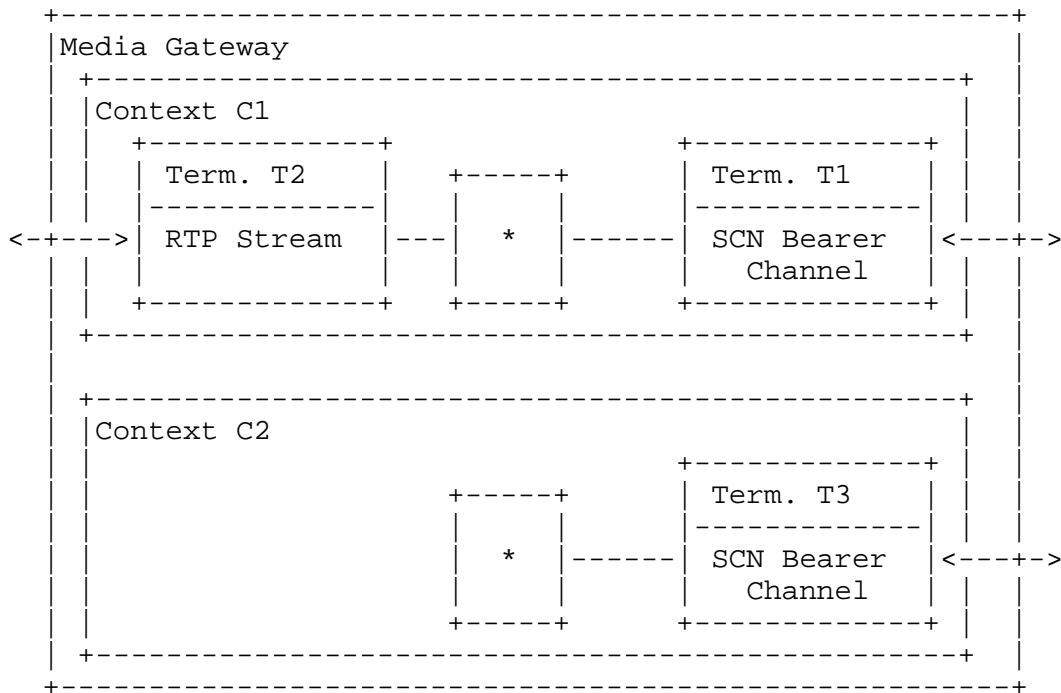 Media Gateway
Context C1
Term. T2
Term. T1
*
RTP Stream
SCN Bearer
Channel
Context C2
Term. T3
*
SCN Bearer
Channel